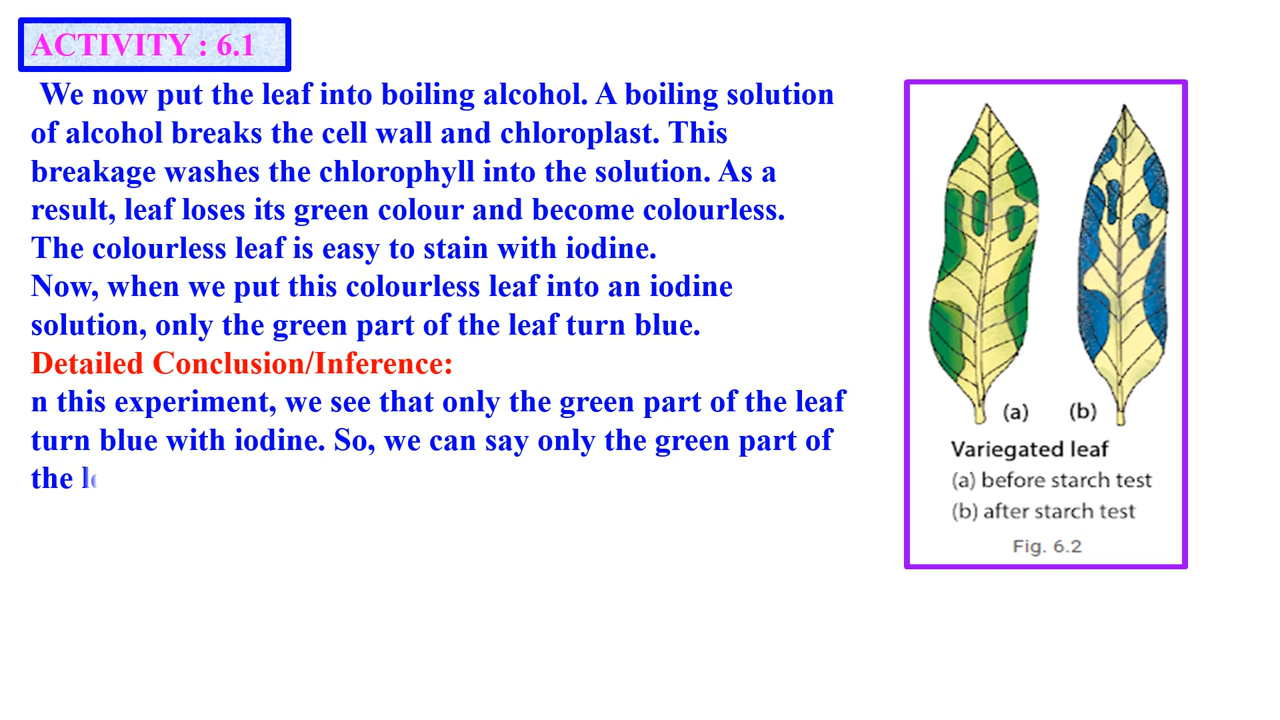 ACTIVITY : 6.1
We now put the leaf into boiling alcohol. A boiling solution
of alcohol breaks the cell wall and chloroplast. This
breakage washes the chlorophyll into the solution. As a
result, leaf loses its green colour and become colourless.
The colourless leaf is easy to stain with iodine.
Now, when we put this colourless leaf into an iodine
solution, only the green part of the leaf turn blue.
Detailed Conclusion/Inference:
n this experiment, we see that only the green part of the leaf
turn blue with iodine. So, we can say only the green part of
the
(a) (b)
Variegated leaf
(a) before starch test
(b) after starch test
Fig. 6.2